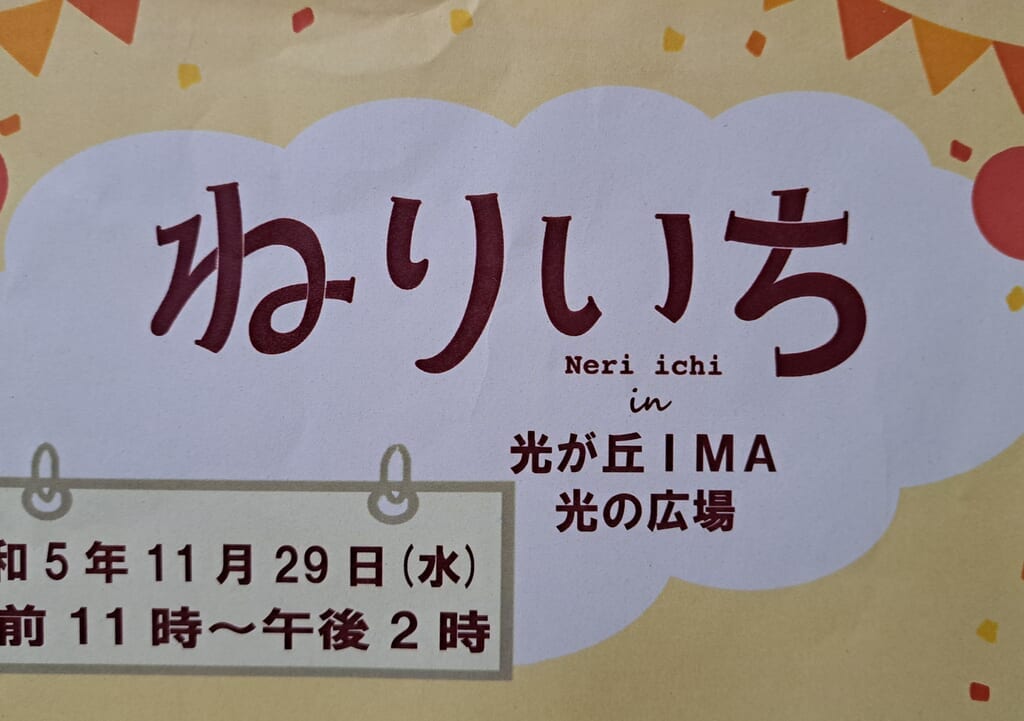 ねりいち
Neri ichi
in
光が丘IMA
光の広場
和5年11月29日(水)
前11時～午後2時